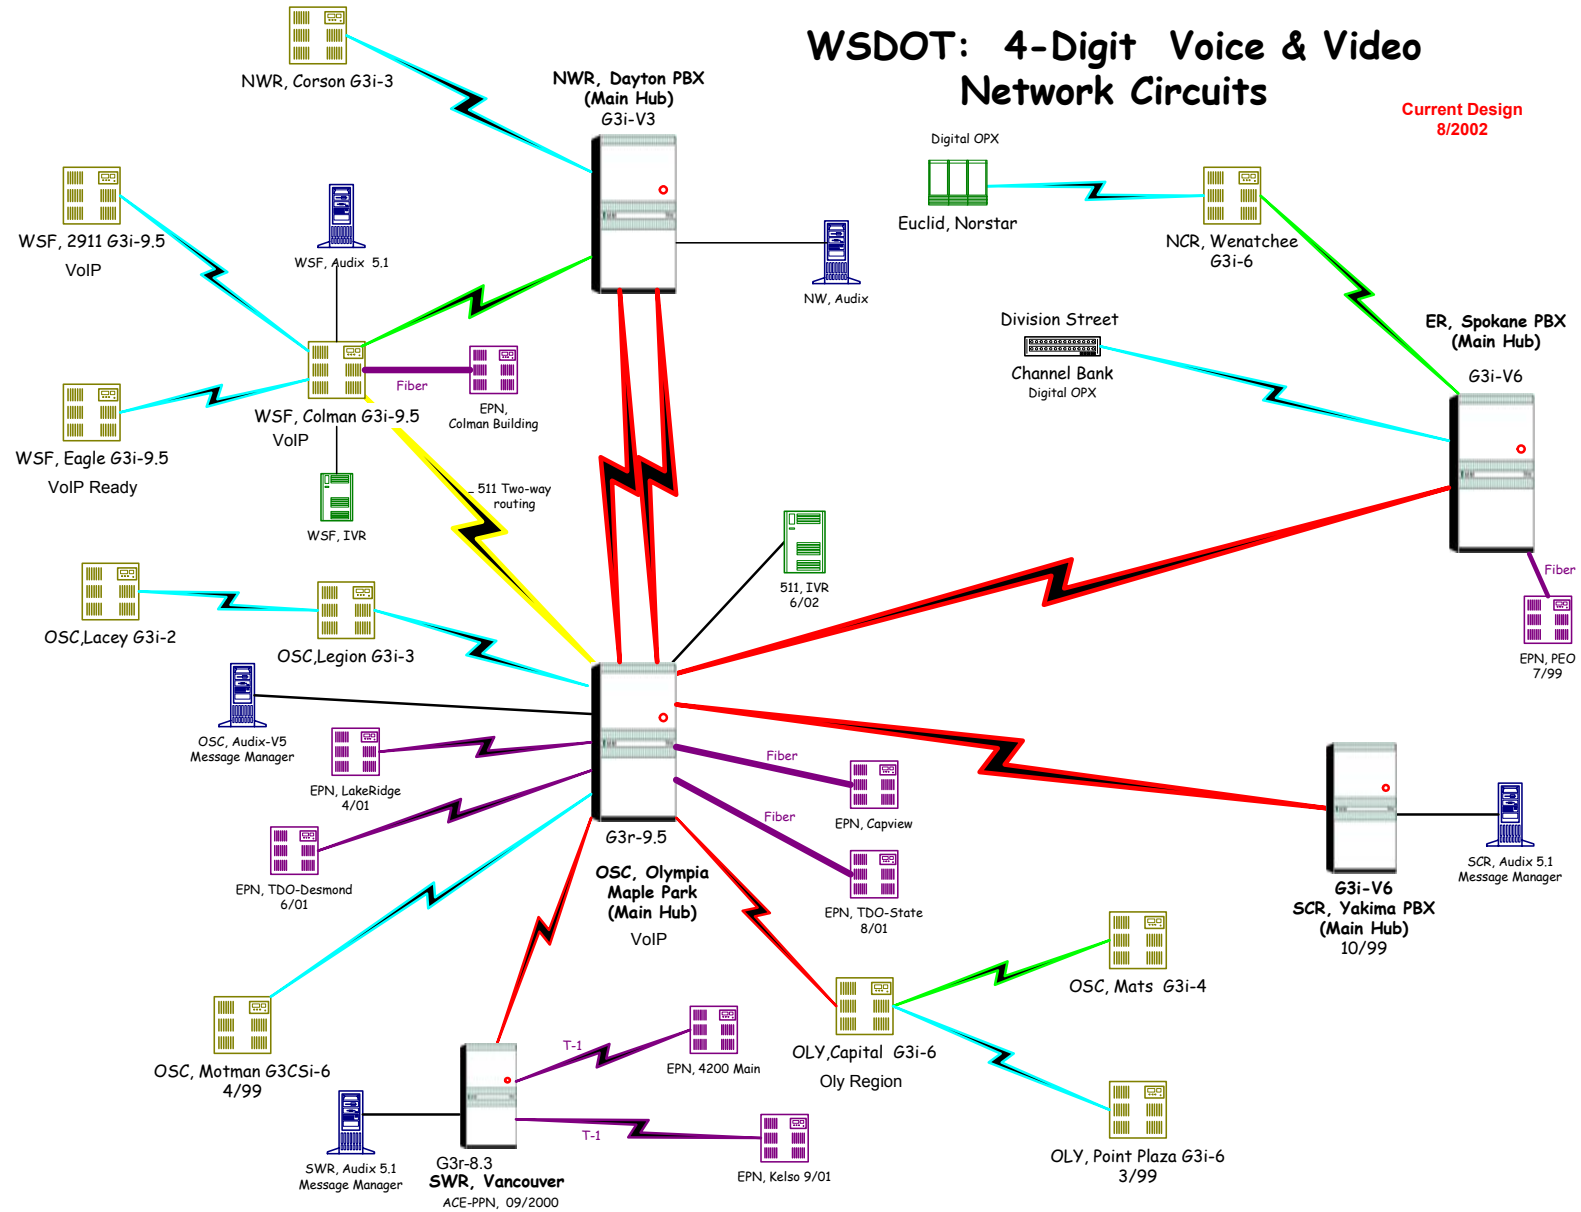 WSDOT: 4-Digit Voice & Video
Network Circuits
Current Design
8/2002
NWR, Corson G3i-3
NWR, Dayton PBX
(Main Hub)
G3i-V3
Digital OPX
Euclid, Norstar
NCR, Wenatchee
G3i-6
WSF, 2911 G3i-9.5
VoIP
WSF, Audix 5.1
NW, Audix
Division Street
Channel Bank
Digital OPX
ER, Spokane PBX
(Main Hub)
G3i-V6
Fiber
EPN,
Colman Building
WSF, Colman G3i-9.5
VoIP
WSF, Eagle G3i-9.5
VoIP Ready
511 Two-way
routing
WSF, IVR
511, IVR
6/02
Fiber
EPN, PEO
7/99
OSC,Lacey G3i-2
OSC,Legion G3i-3
OSC, Audix-V5
Message Manager
EPN, LakeRidge
4/01
Fiber
EPN, Capview
Fiber
EPN, TDO-State
8/01
EPN, TDO-Desmond
6/01
G3r-9.5
OSC, Olympia
Maple Park
(Main Hub)
VoIP
SCR, Audix 5.1
Message Manager
G3i-V6
SCR, Yakima PBX
(Main Hub)
10/99
OSC, Mats G3i-4
OSC, Motman G3CSi-6
4/99
T-1
EPN, 4200 Main
OLY,Capital G3i-6
Oly Region
T-1
EPN, Kelso 9/01
OLY, Point Plaza G3i-6
3/99
SWR, Audix 5.1
Message Manager
G3r-8.3
SWR, Vancouver
ACE-PPN, 09/2000